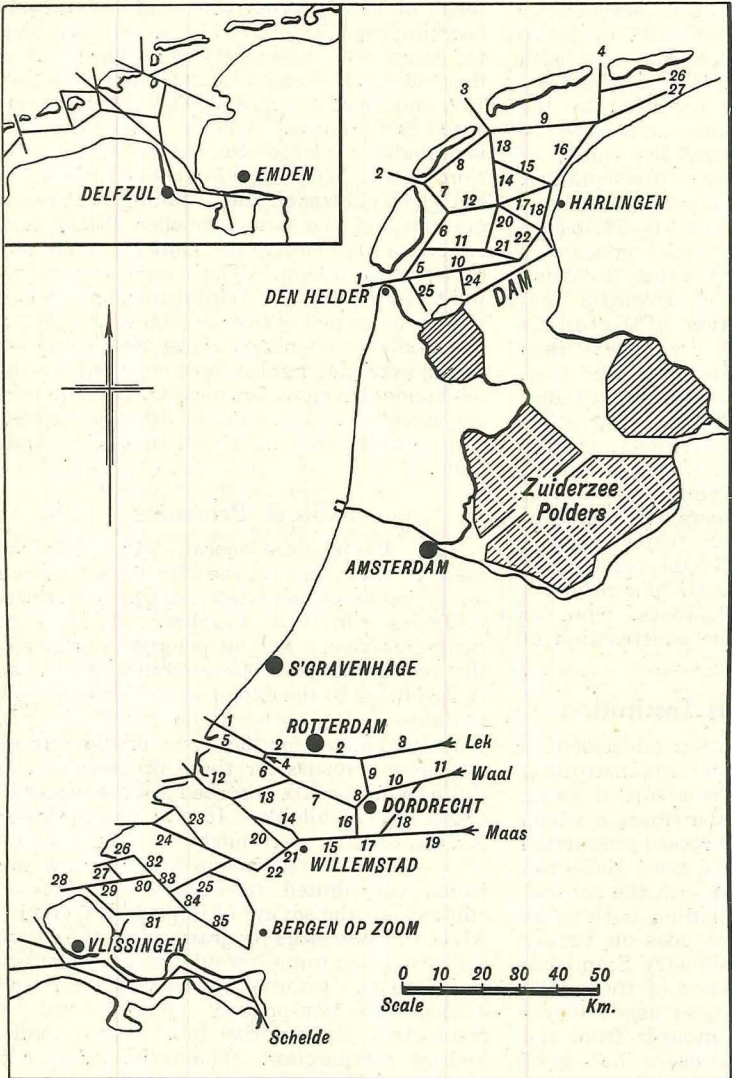 D
EMDEN
DELFZUL
4
26
27
3
9
13
16
8
15
2
7
14
12
17
18
HARLINGEN
6
20
11
21
22
5
10
24
1
25
DEN HELDER
DAM
Zuiderzee
Polders
AMSTERDAM
S'GRAVENHAGE
1
5
ROTTERDAM
2
2
3
Lek
4
6
9
10
11
Waal
12
13
7
8
DORDRECHT
23
14
16
18
24
20
21
15
17
19
Maas
26
32
22
WILLEMSTAD
28
27
33
25
29
30
34
31
35
BERGEN OP ZOOM
VLISSINGEN
0 10 20 30 50
Scale Km.
Schelde